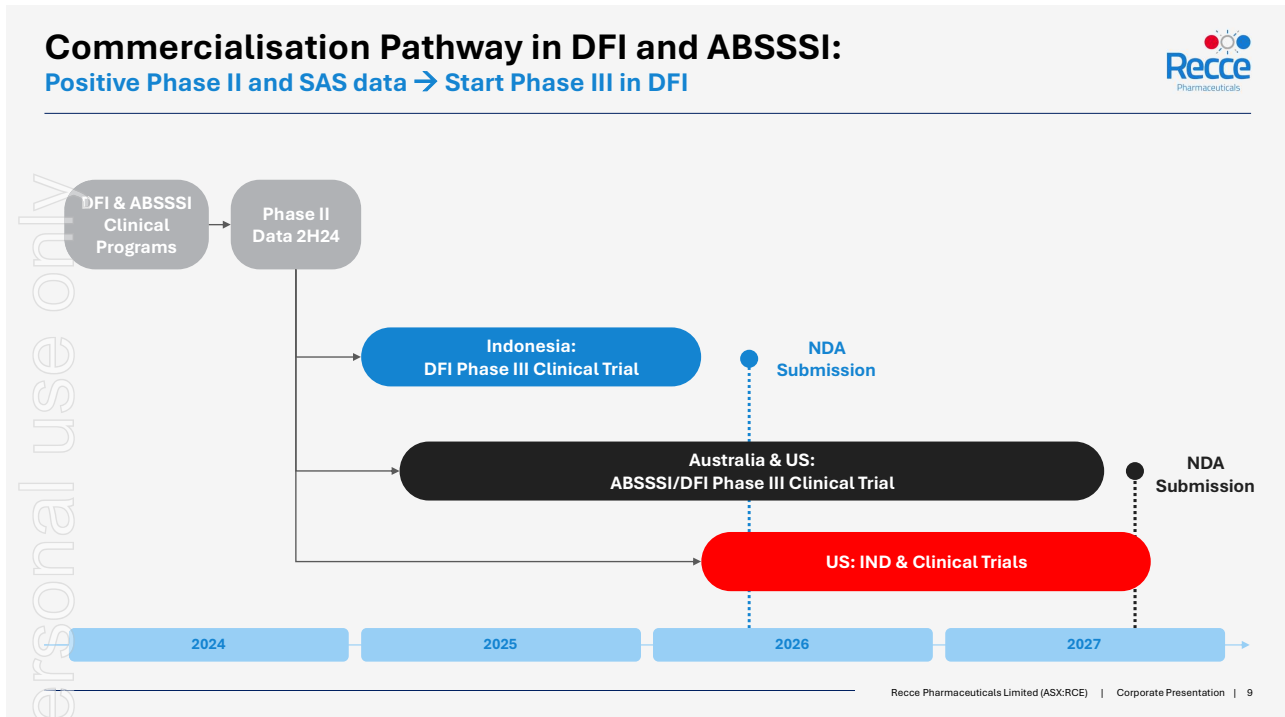 Commercialisation Pathway in DFI and ABSSSI:
Positive Phase II and SAS data → Start Phase III in DFI
Recce
Pharmaceuticals
DFI & ABSSSI
Clinical
Programs
Phase II
Data 2H24
Indonesia:
DFI Phase III Clinical Trial
NDA
Submission
Australia & US:
ABSSSI/DFI Phase III Clinical Trial
NDA
Submission
US: IND & Clinical Trials
2024
2025
2026
2027
ersonal use only
Recce Pharmaceuticals Limited (ASX:RCE) | Corporate Presentation | 9